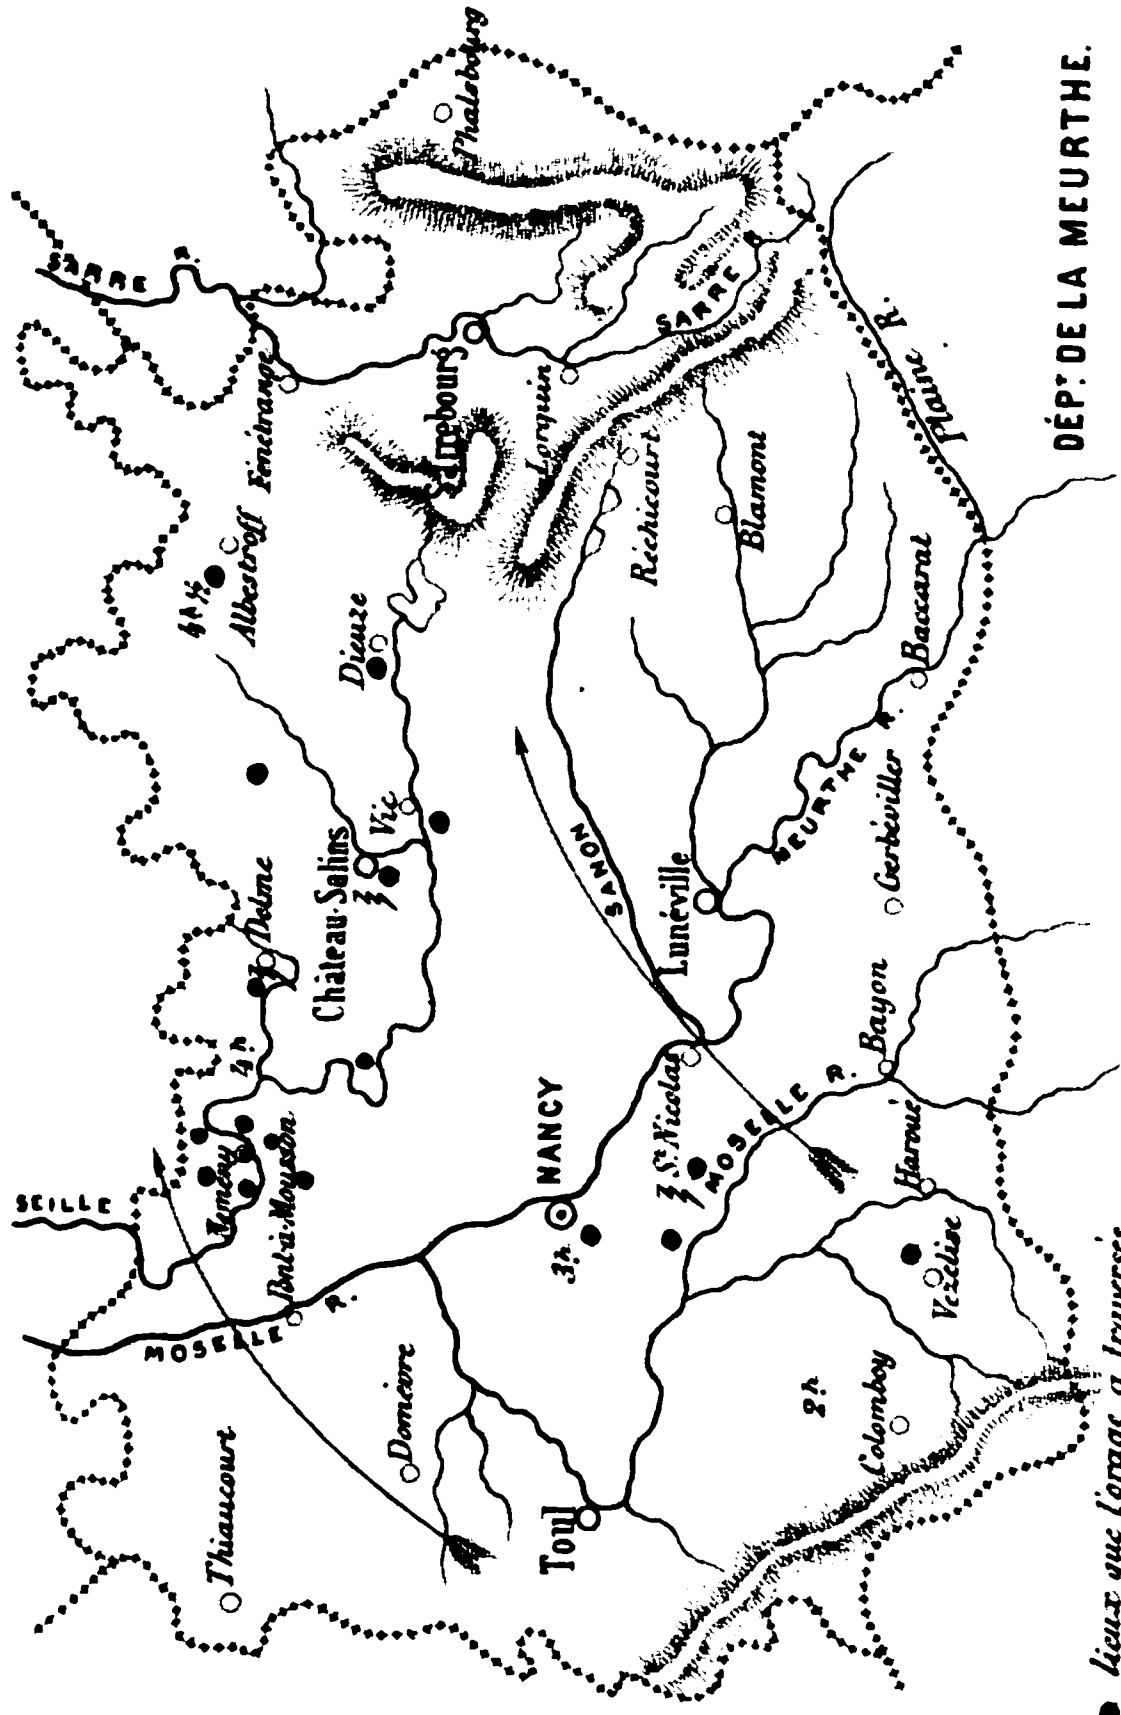 DÉPT. DE LA MEURTHE.
SARRE R.
Phalsbourg
Fénétrange
Sarrebourg
Lorquin
SARRE R.
Albestroff
4h ½
Dieuze
Réchicourt
Blamont
Plaine R.
Baccarat
Delme
Château-Salins
Vic
SANON
Lunéville
MEURTHE R.
Gerbéviller
4h.
Nomeny
Pont-à-Mousson
SEILLE
MOSELLE R.
NANCY
3h.
St. Nicolas
MOSELLE R.
Bayon
Haroué
Vezelise
Thiaucourt
Domèvre
Toul
2h
Colombey
lieux que l'orage a traversés